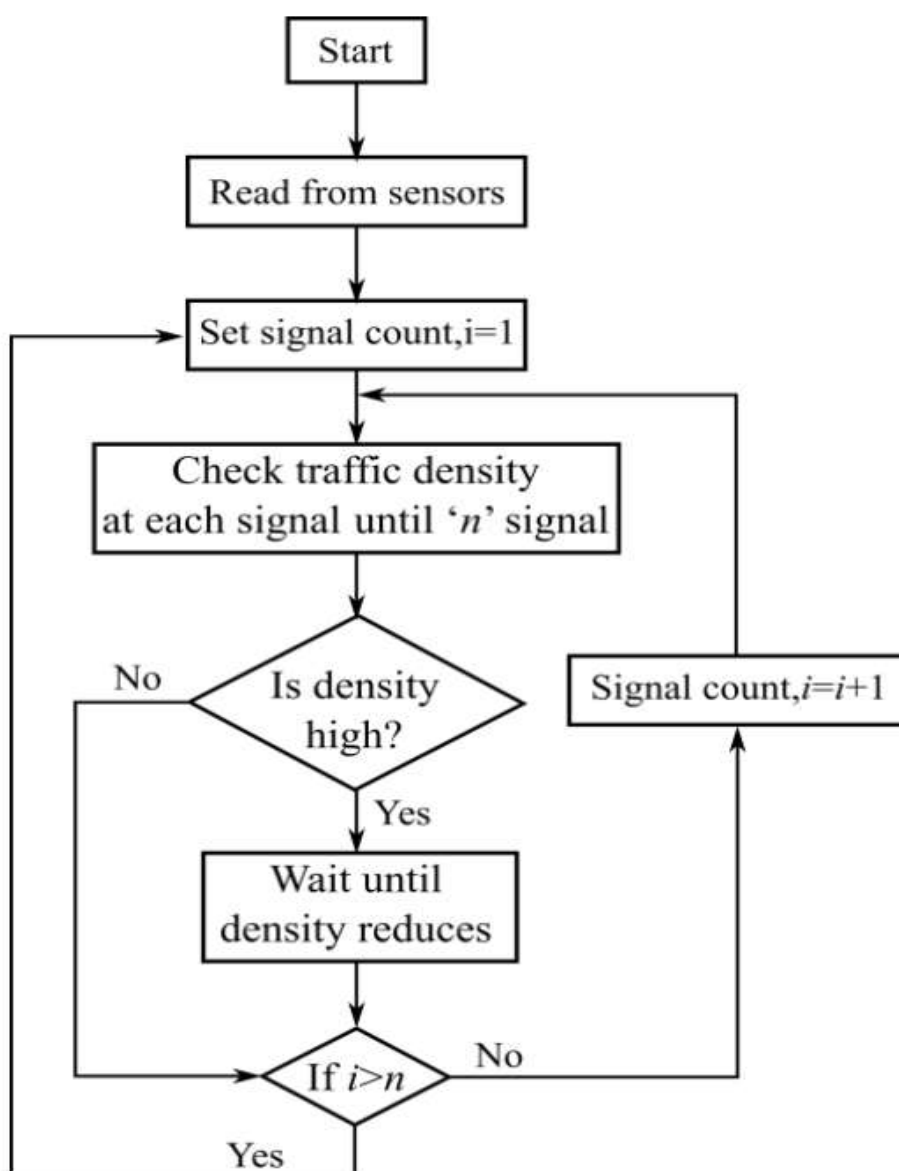 Start
Read from sensors
Set signal count,i=1
Check traffic density
at each signal until ‘n’ signal
No
Is density
high?
Signal count,i=i+1
Yes
Wait until
density reduces
If i>n
No
Yes